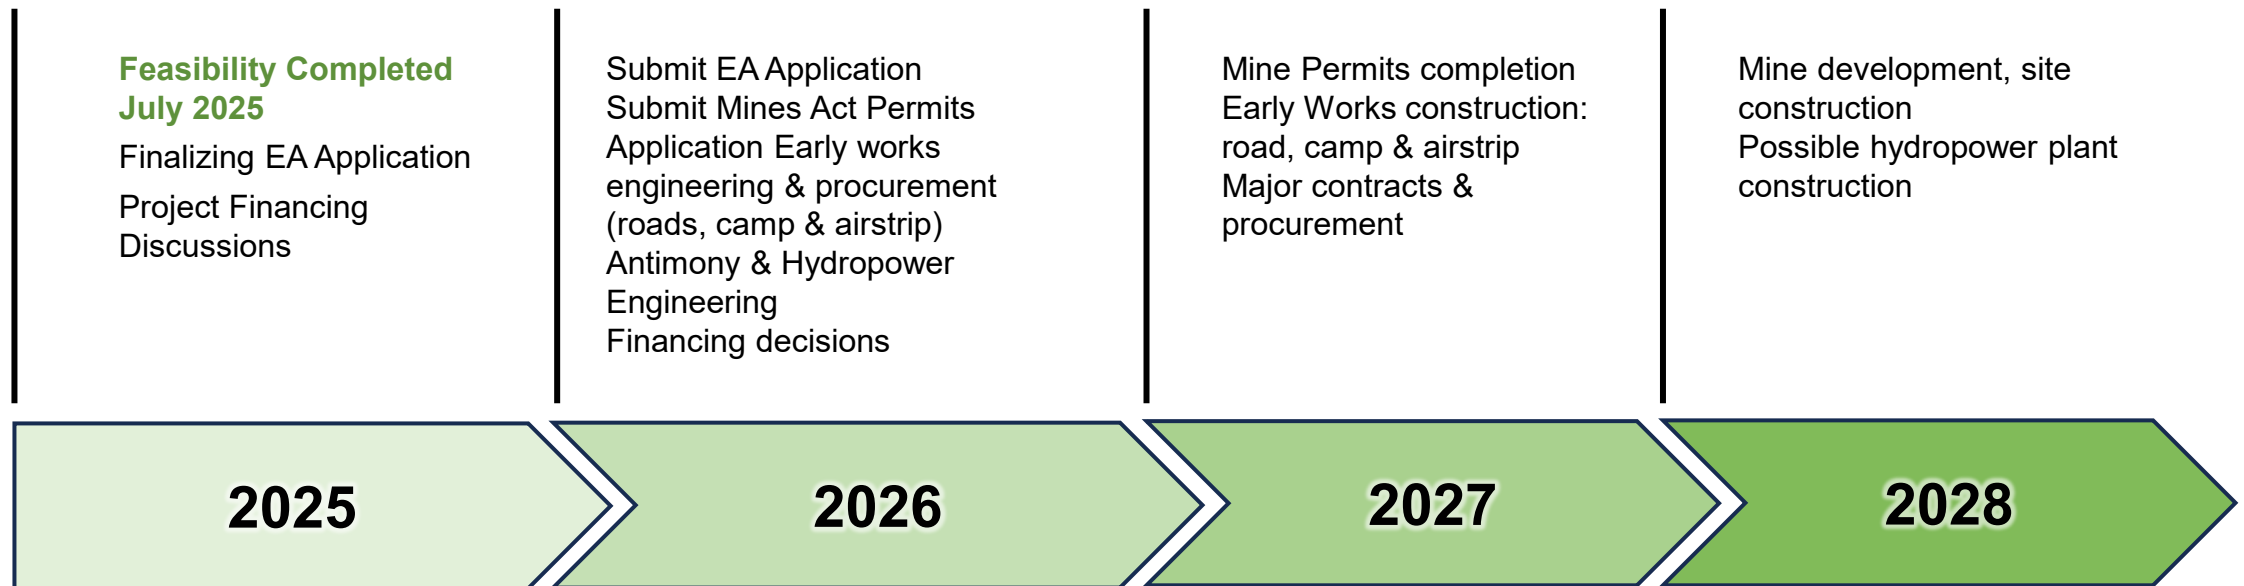 Feasibility Completed
July 2025
Finalizing EA Application
Project Financing
Discussions
Submit EA Application
Submit Mines Act Permits
Application Early works
engineering & procurement
(roads, camp & airstrip)
Antimony & Hydropower
Engineering
Financing decisions
Mine Permits completion
Early Works construction:
road, camp & airstrip
Major contracts &
procurement
Mine development, site
construction
Possible hydropower plant
construction
2025
2026
2027
2028